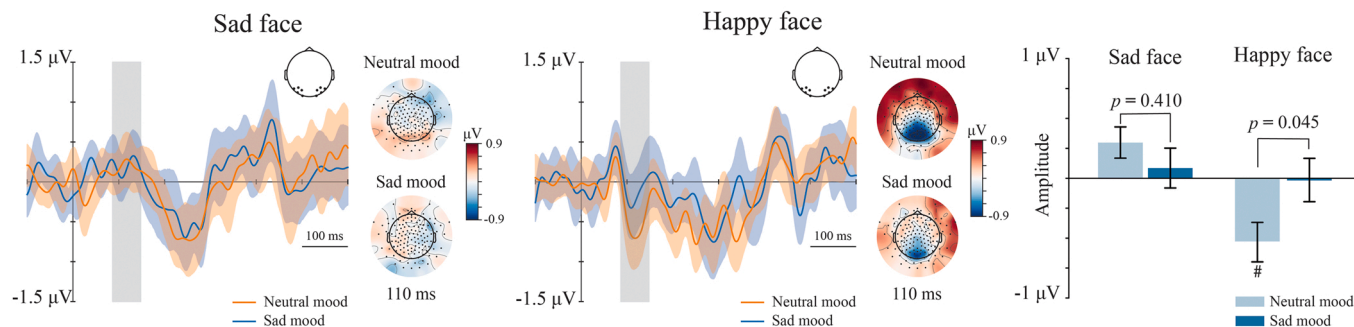 Sad face
1.5 µV
-1.5 µV
100 ms
Neutral mood
Sad mood
Neutral mood
µV
0.9
-0.9
Sad mood
110 ms
Happy face
1.5 µV
-1.5 µV
100 ms
Neutral mood
Sad mood
Neutral mood
µV
0.9
-0.9
Sad mood
110 ms
1 µV
Amplitude
-1 µV
Sad face
Happy face
p = 0.410
p = 0.045
#
Neutral mood
Sad mood